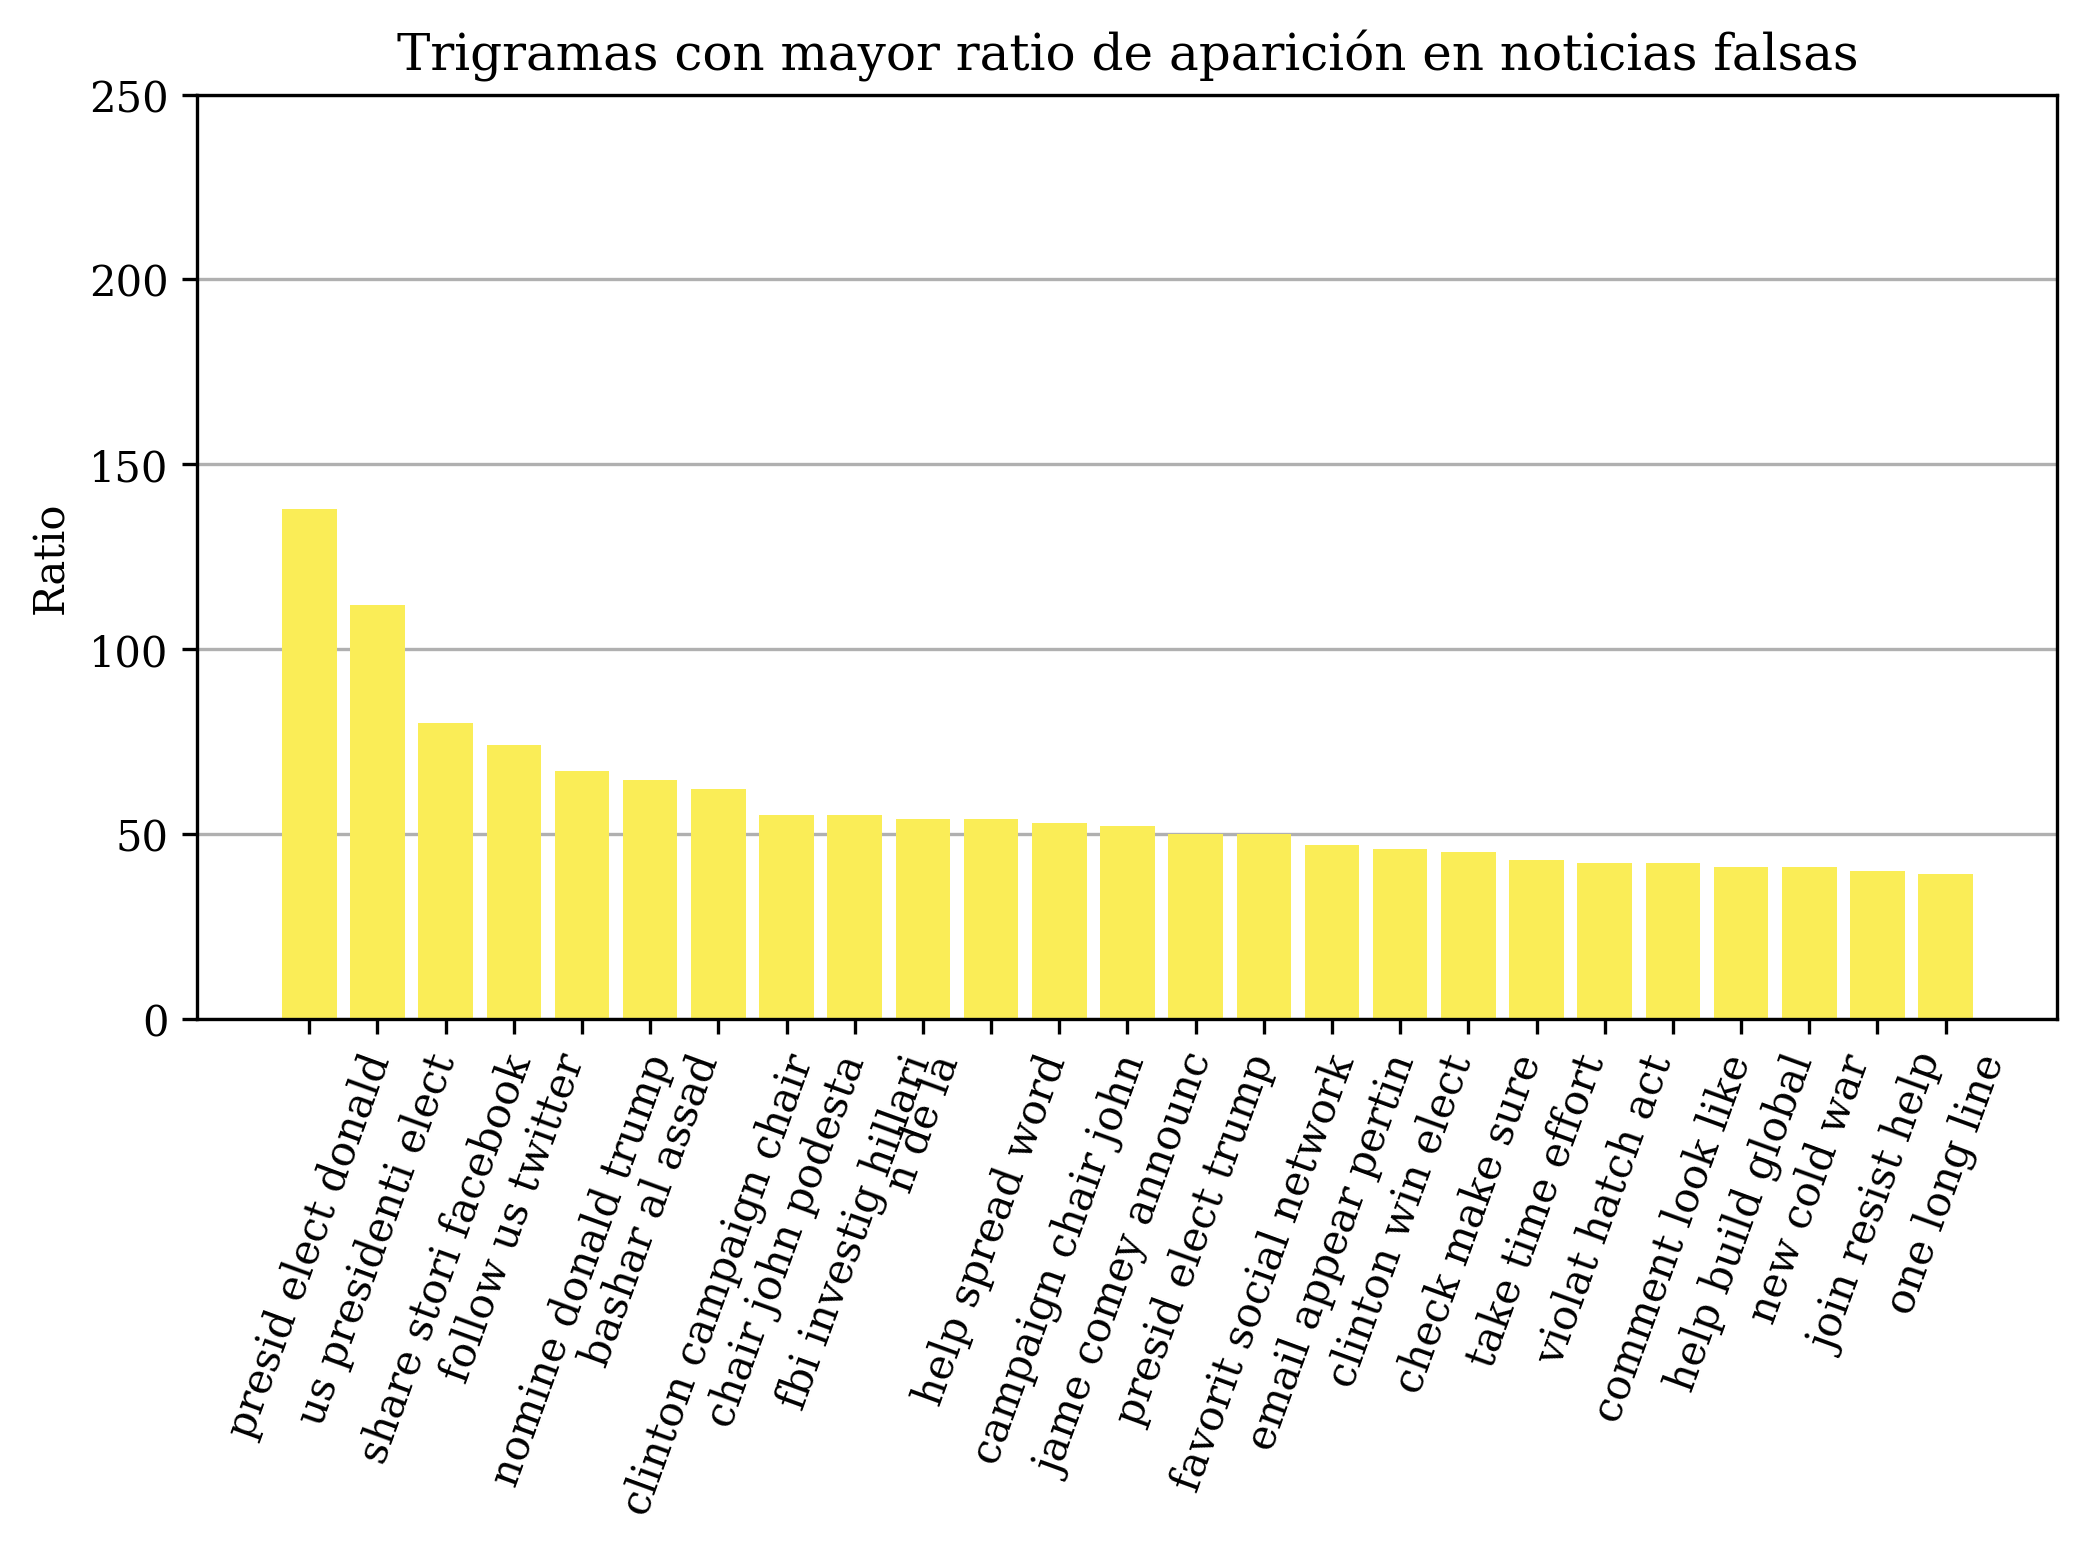 Trigramas con mayor ratio de aparición en noticias falsas
250
200
150
100
50
0
Ratio
presid elect donald
us presidenti elect
share stori facebook
follow us twitter
nomine donald trump
bashar al assad
clinton campaign chair
chair john podesta
fbi investig hillari
n de la
help spread word
campaign chair john
jame comey announc
presid elect trump
favorit social network
email appear pertin
clinton win elect
check make sure
take time effort
violat hatch act
comment look like
help build global
new cold war
join resist help
one long line